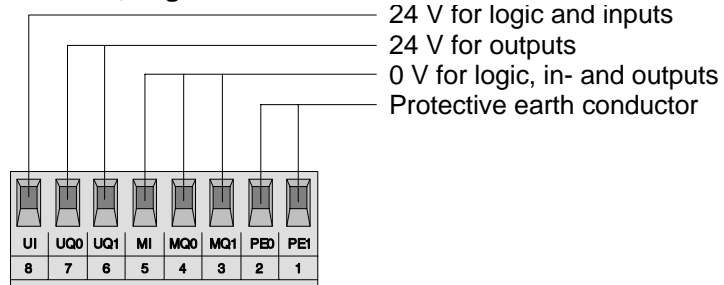 24 V for logic and inputs
24 V for outputs
0 V for logic, in- and outputs
Protective earth conductor
UI UQ0 UQ1 MI MQ0 MQ1 PE0 PE1
8 7 6 5 4 3 2 1